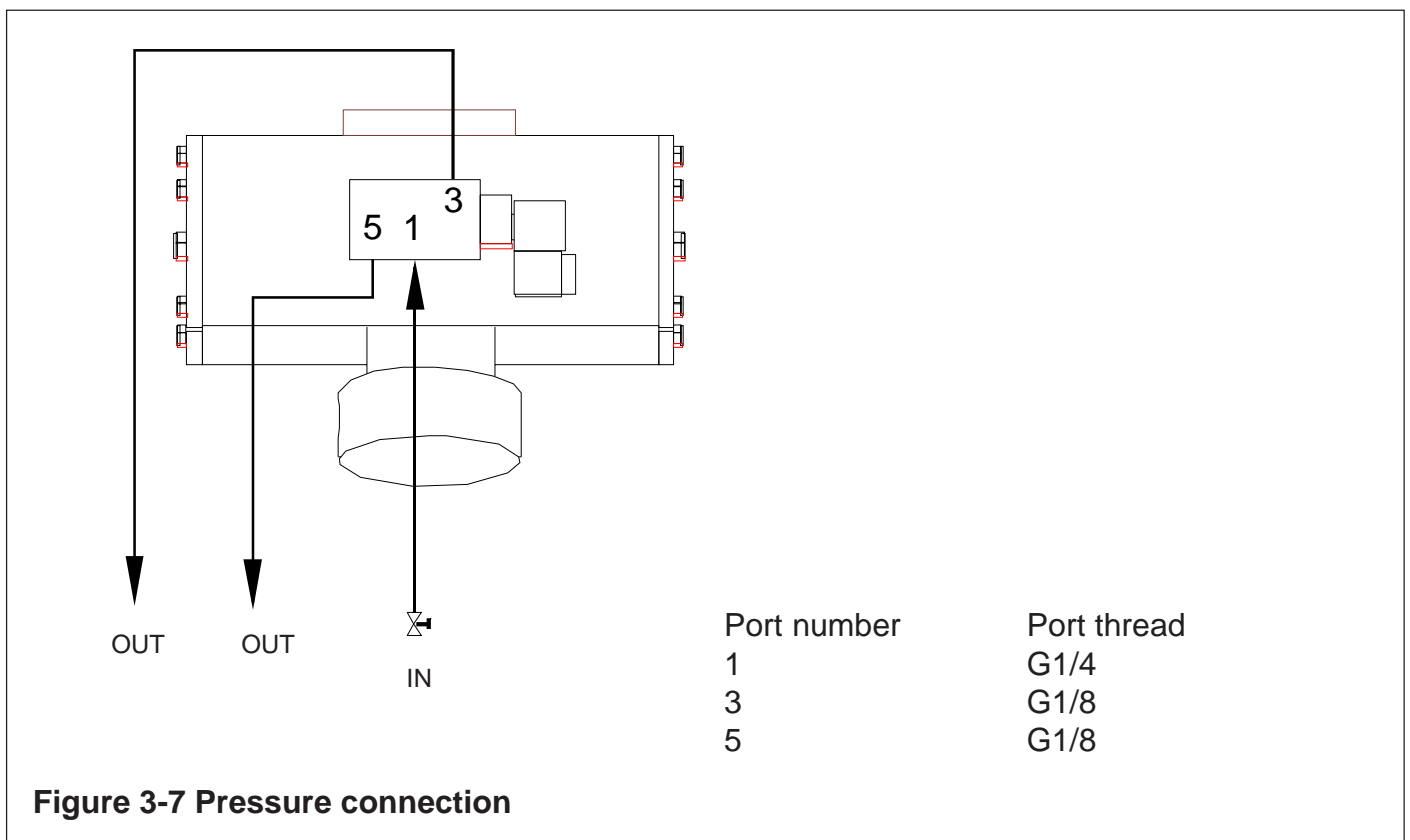 3
5 1
OUT
OUT
IN
Port number Port thread
1 G1/4
3 G1/8
5 G1/8
Figure 3-7 Pressure connection